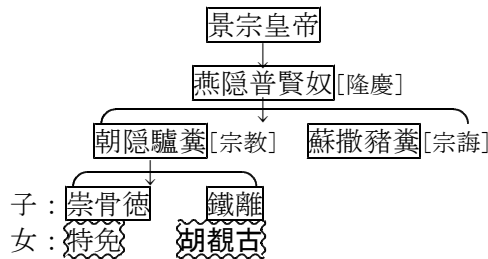 景宗皇帝
燕隠普賢奴[隆慶]
朝隠驢糞[宗教] 蘇撒豬糞[宗誨]
子：崇骨徳 鐵離
女：特免 胡覩古